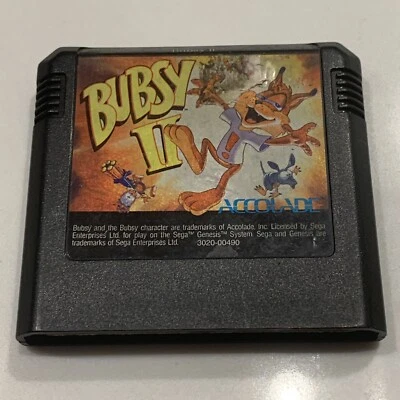 BUBSY
II
ACCOLADE
Bubsy and the Bubsy character are trademarks of Accolade, Inc. Licensed by Sega
Enterprises Ltd. for play on the Sega™ Genesis™ System. Sega and Genesis are
trademarks of Sega Enterprises Ltd. 3020-00490